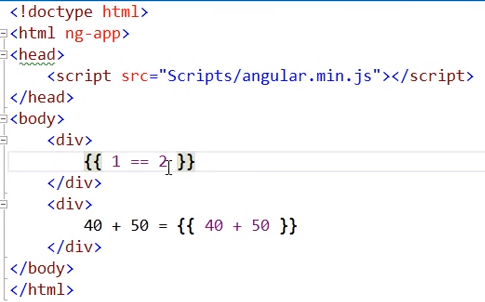 <!doctype html>
<html ng-app>
<head>
<script src="Scripts/angular.min.js"></script>
</head>
<body>
<div>
{{ 1 == 2 }}
</div>
<div>
40 + 50 = {{ 40 + 50 }}
</div>
</body>
</html>